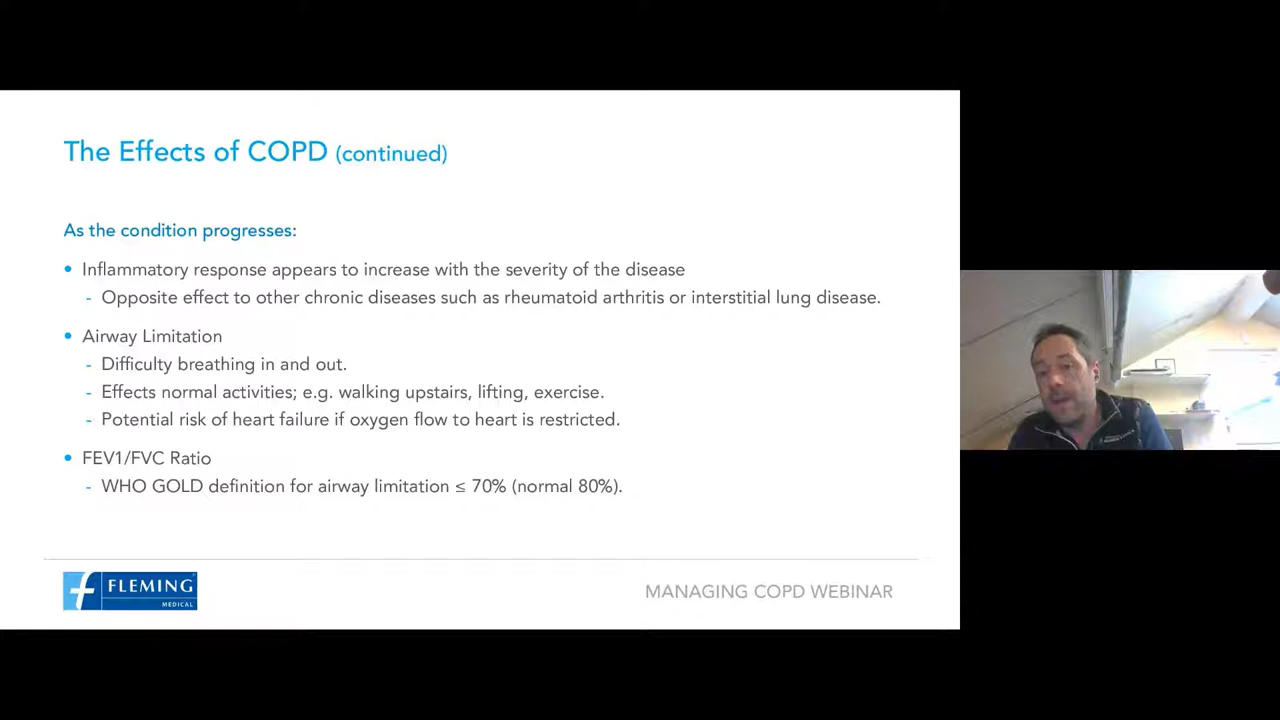 The Effects of COPD (continued)
As the condition progresses:
• Inflammatory response appears to increase with the severity of the disease
- Opposite effect to other chronic diseases such as rheumatoid arthritis or interstitial lung disease.
• Airway Limitation
- Difficulty breathing in and out.
- Effects normal activities; e.g. walking upstairs, lifting, exercise.
- Potential risk of heart failure if oxygen flow to heart is restricted.
• FEV1/FVC Ratio
- WHO GOLD definition for airway limitation ≤ 70% (normal 80%).
FLEMING
MEDICAL
MANAGING COPD WEBINAR